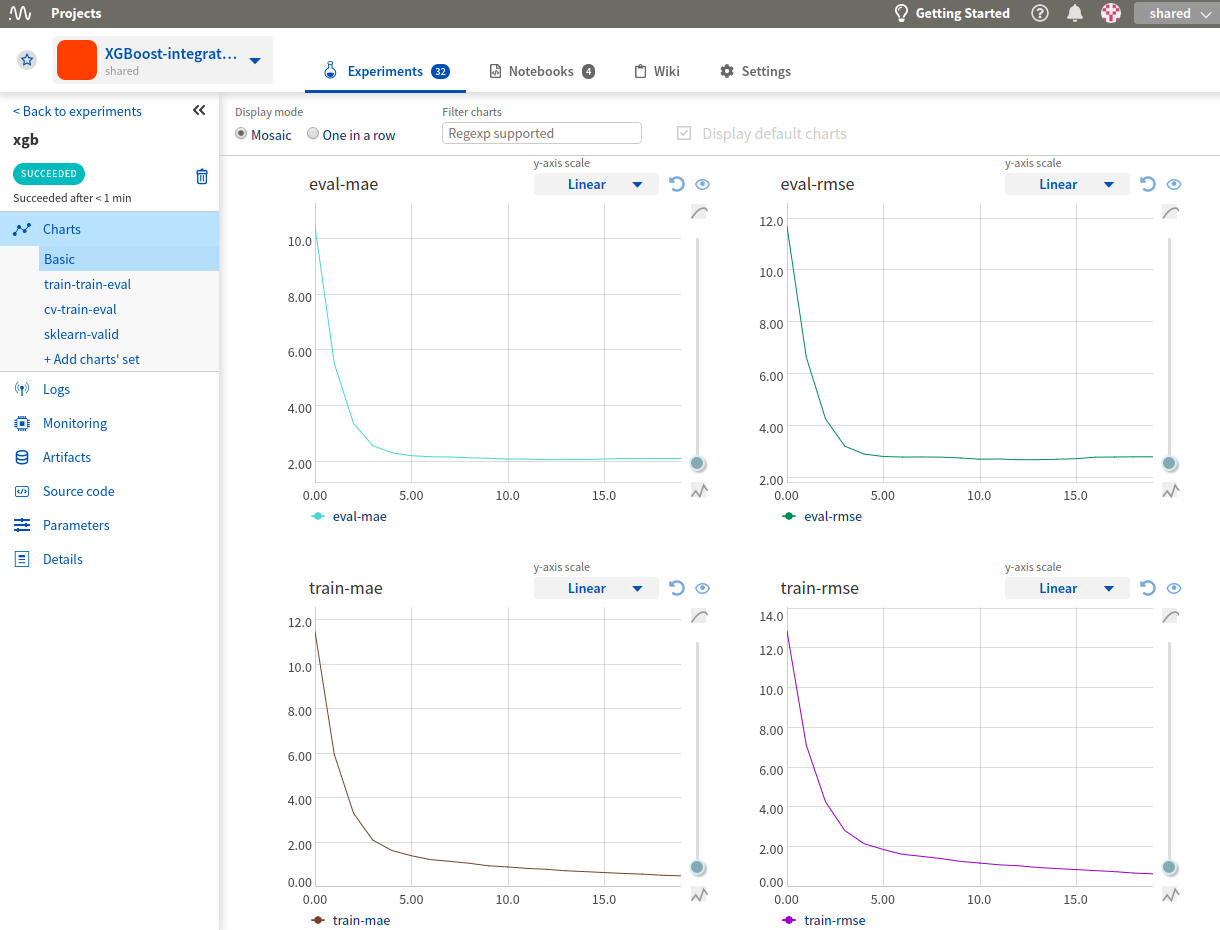 Projects
Getting Started
shared
XGBoost-integrat...
shared
Experiments 32
Notebooks 4
Wiki
Settings
< Back to experiments
xgb
SUCCEEDED
Succeeded after < 1 min
Charts
Basic
train-train-eval
cv-train-eval
sklearn-valid
+ Add charts' set
Logs
Monitoring
Artifacts
Source code
Parameters
Details
Display mode
Mosaic One in a row
Filter charts
Regexp supported
Display default charts
eval-mae
y-axis scale
Linear
10.0
8.00
6.00
4.00
2.00
0.00 5.00 10.0 15.0
eval-mae
eval-rmse
y-axis scale
Linear
12.0
10.0
8.00
6.00
4.00
2.00
0.00 5.00 10.0 15.0
eval-rmse
train-mae
y-axis scale
Linear
12.0
10.0
8.00
6.00
4.00
2.00
0.00
0.00 5.00 10.0 15.0
train-mae
train-rmse
y-axis scale
Linear
14.0
12.0
10.0
8.00
6.00
4.00
2.00
0.00
0.00 5.00 10.0 15.0
train-rmse